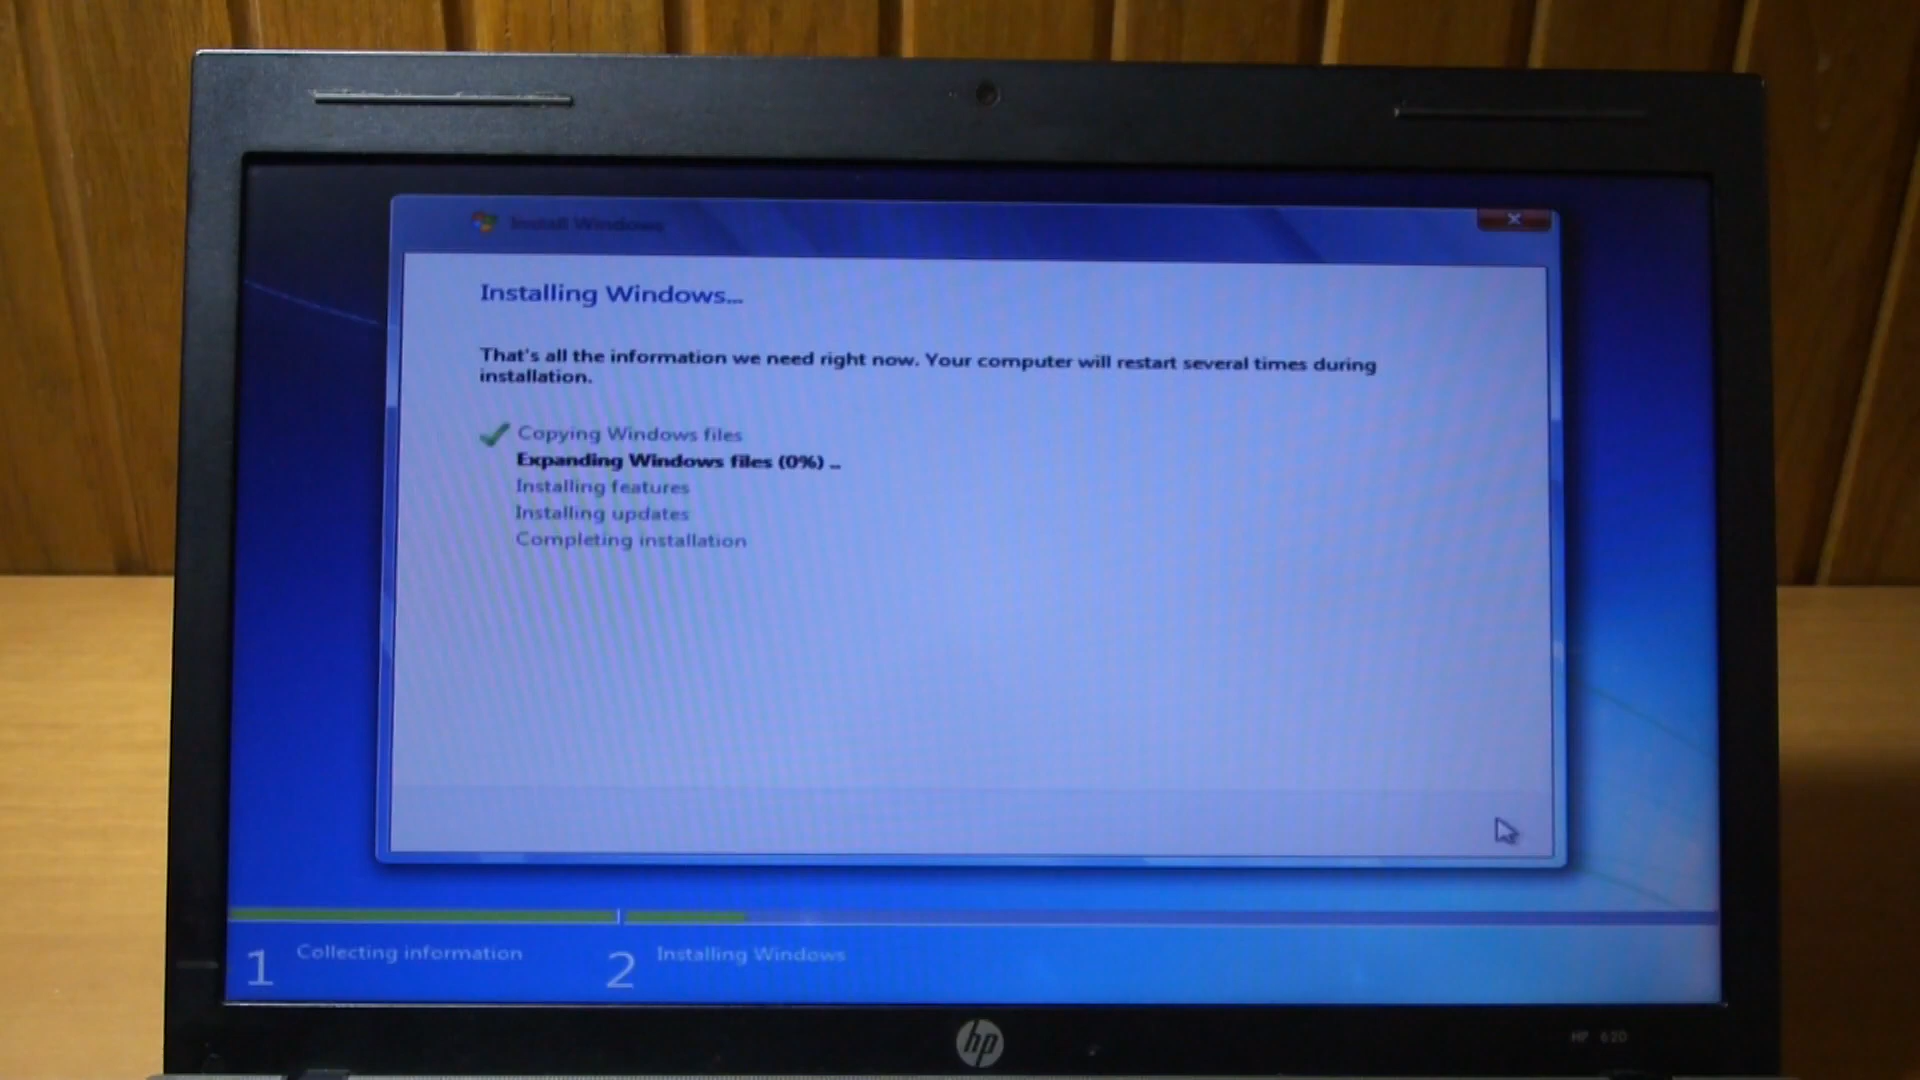 Install Windows
Installing Windows...
That's all the information we need right now. Your computer will restart several times during
installation.
Copying Windows files
Expanding Windows files (0%) ..
Installing features
Installing updates
Completing installation
1 Collecting information
2 Installing Windows
hp
HP 620